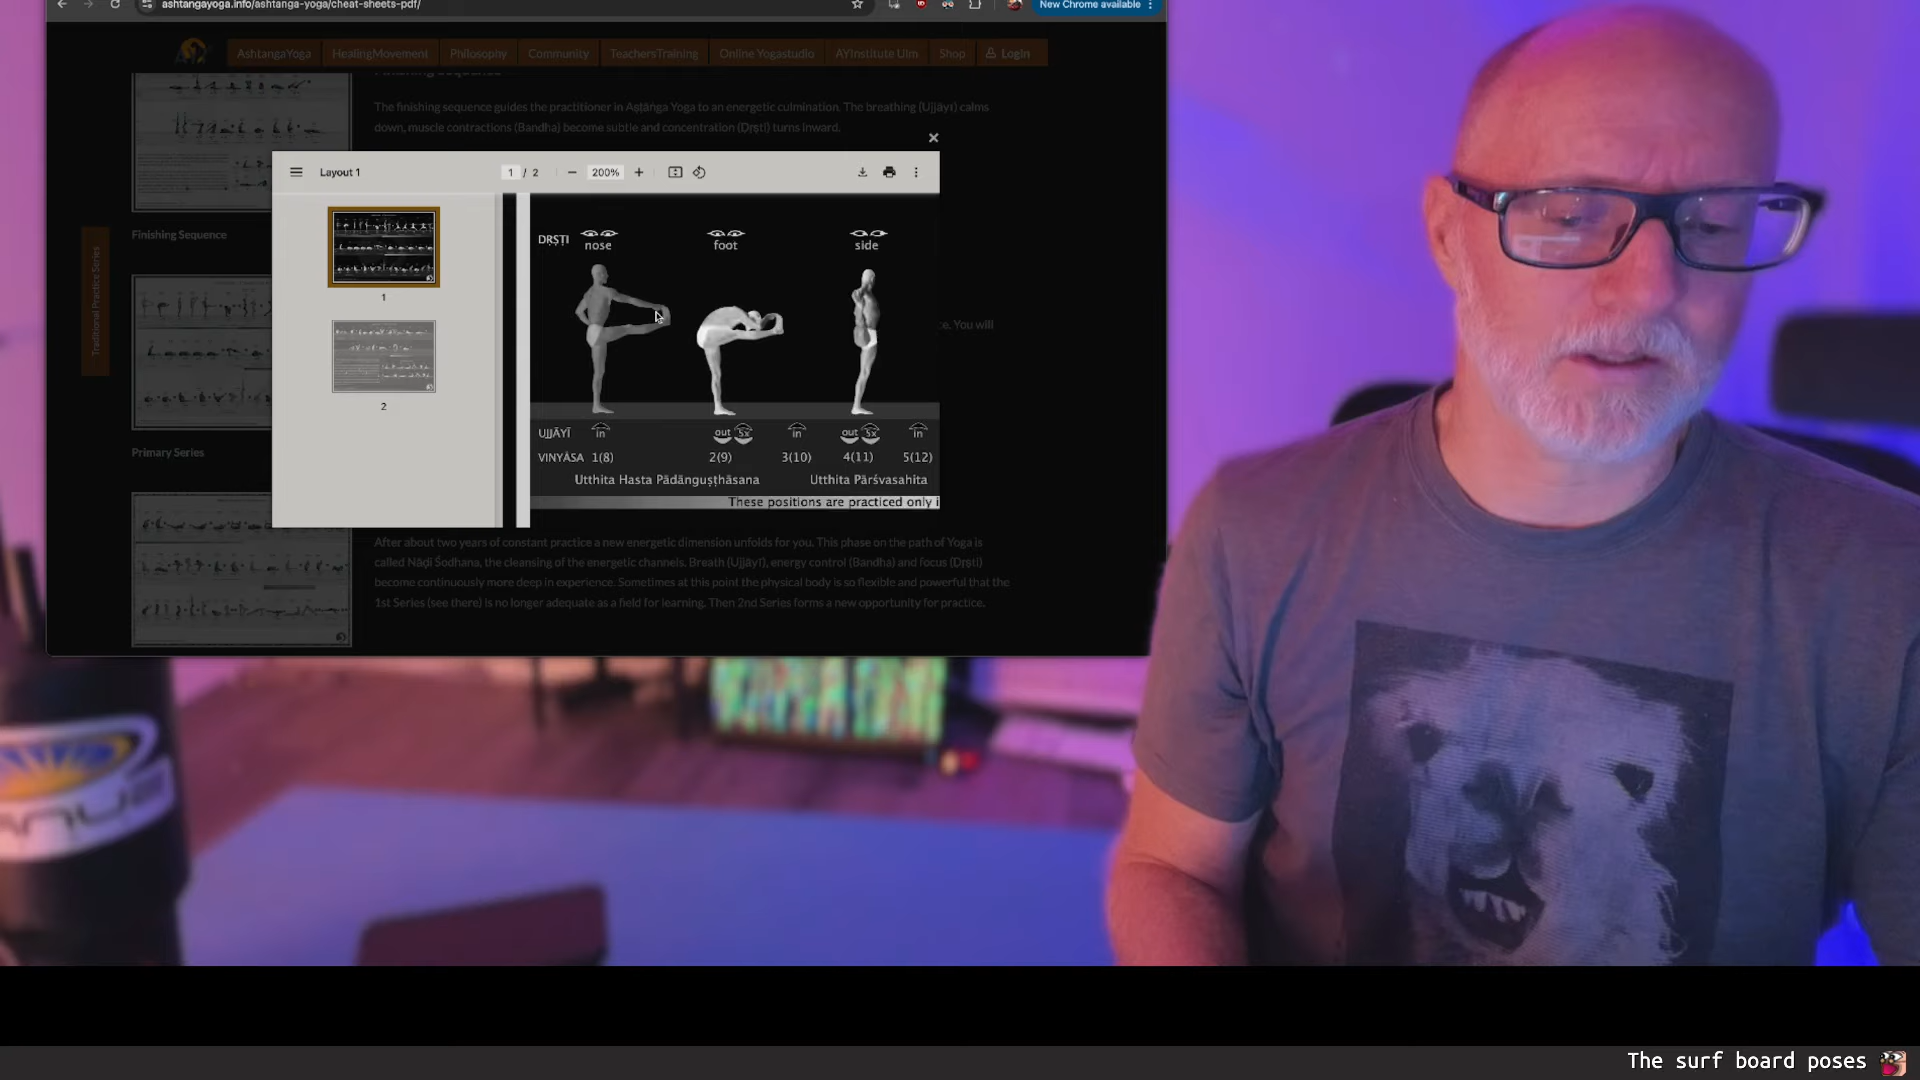 ashtangayoga.info/ashtanga-yoga/cheat-sheets-pdf/
New Chrome available
AshtangaYoga
HealingMovement
Philosophy
Community
TeachersTraining
Online Yogastudio
AYInstitute Ulm
Shop
Login
Finishing Sequence
The finishing sequence guides the practitioner in Aṣṭāṅga Yoga to an energetic culmination. The breathing (Ujjāyī) calms
down, muscle contractions (Bandha) become subtle and concentration (Dṛṣṭi) turns inward.
Layout 1
1 / 2
200%
Finishing Sequence
Traditional Practice Series
1
2
DṚṢṬI
nose
foot
side
ce. You will
UJJĀYĪ in out 5x in out 5x in
VINYĀSA 1(8) 2(9) 3(10) 4(11) 5(12)
Utthita Hasta Pādāṅguṣṭhāsana
Utthita Pārśvasahita
These positions are practiced only i
Primary Series
After about two years of constant practice a new energetic dimension unfolds for you. This phase on the path of Yoga is
called Nāḍī Śodhana, the cleansing of the energetic channels. Breath (Ujjāyī), energy control (Bandha) and focus (Dṛṣṭi)
become continuously more deep in experience. Sometimes at this point the physical body is so flexible and powerful that the
1st Series (see there) is no longer adequate as a field for learning. Then 2nd Series forms a new opportunity for practice.
The surf board poses